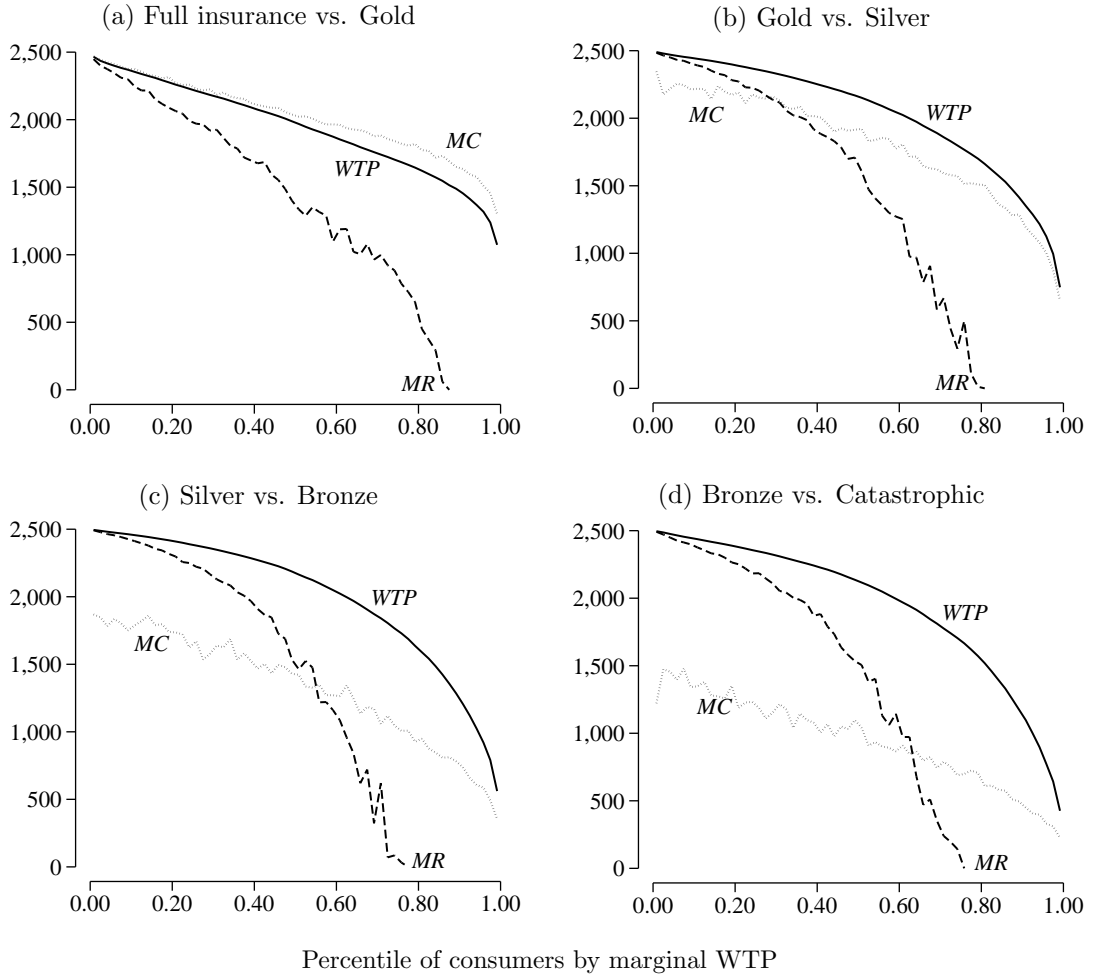 (a) Full insurance vs. Gold
2,500
2,000
1,500
1,000
500
0
MC
WTP
MR
0.00 0.20 0.40 0.60 0.80 1.00
(b) Gold vs. Silver
2,500
2,000
1,500
1,000
500
0
WTP
MC
MR
0.00 0.20 0.40 0.60 0.80 1.00
(c) Silver vs. Bronze
2,500
2,000
1,500
1,000
500
0
WTP
MC
MR
0.00 0.20 0.40 0.60 0.80 1.00
(d) Bronze vs. Catastrophic
2,500
2,000
1,500
1,000
500
0
WTP
MC
MR
0.00 0.20 0.40 0.60 0.80 1.00
Percentile of consumers by marginal WTP